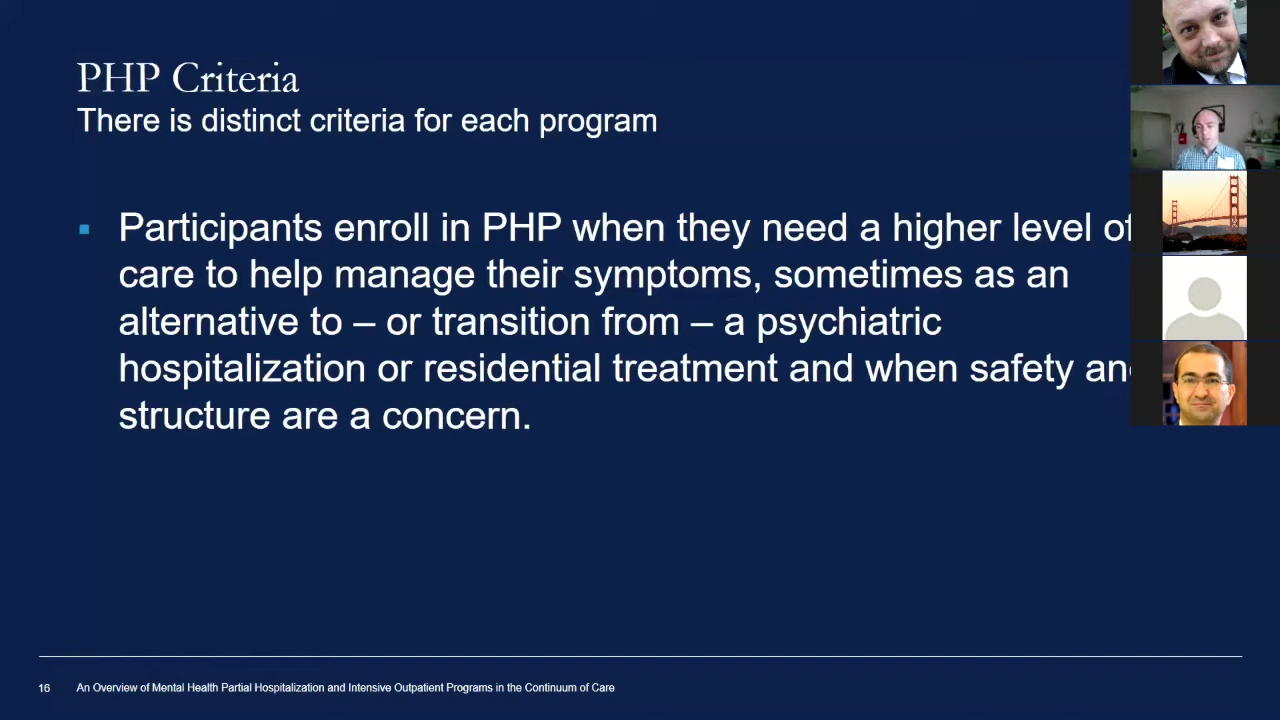 PHP Criteria
There is distinct criteria for each program
▪ Participants enroll in PHP when they need a higher level of
care to help manage their symptoms, sometimes as an
alternative to – or transition from – a psychiatric
hospitalization or residential treatment and when safety an
structure are a concern.
16 An Overview of Mental Health Partial Hospitalization and Intensive Outpatient Programs in the Continuum of Care